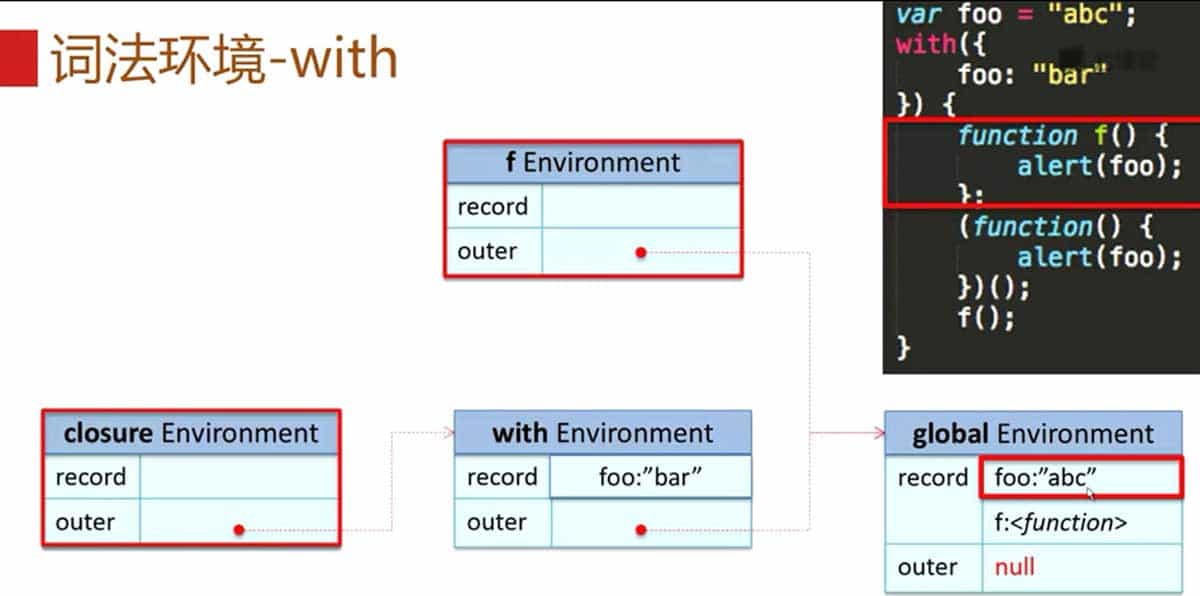 词法环境-with
var foo = "abc";
with({
foo: "bar"
}) {
function f() {
alert(foo);
};
(function() {
alert(foo);
})();
f();
}
f Environment
record
outer
closure Environment
record
outer
with Environment
record foo:”bar”
outer
global Environment
record foo:”abc”
f:<function>
outer null